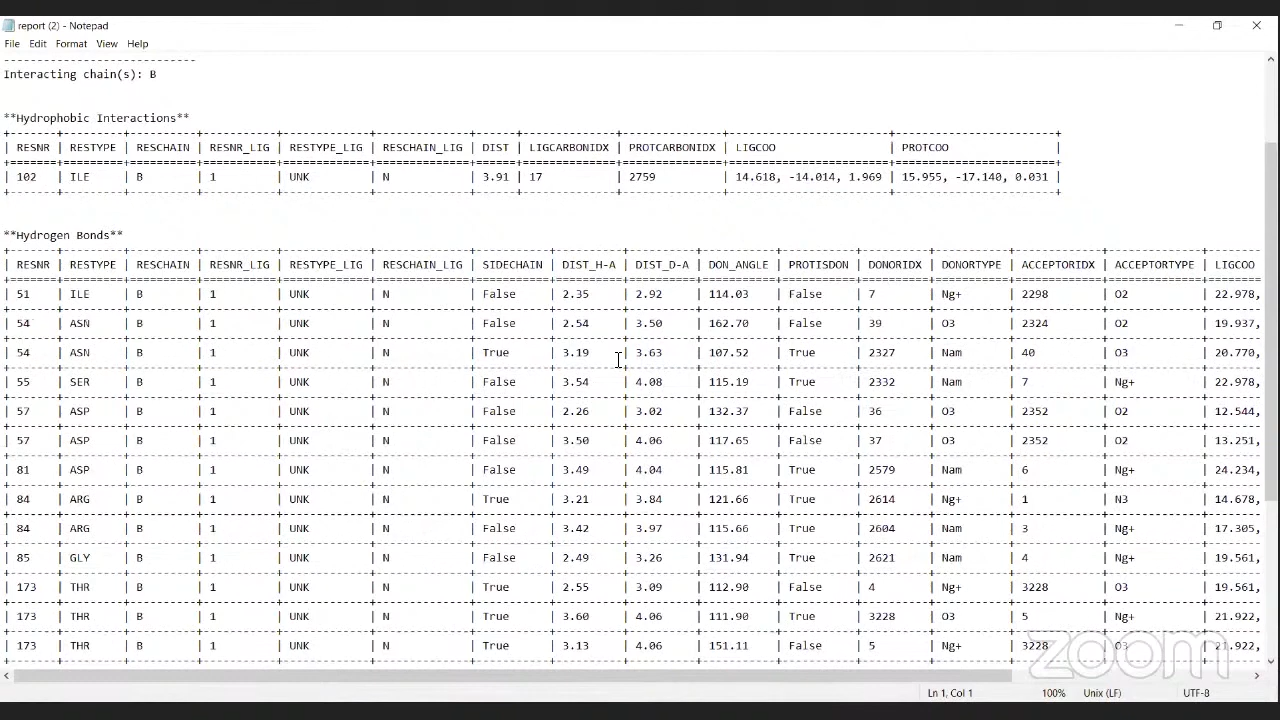 report (2) - Notepad
File Edit Format View Help
---------------------------
Interacting chain(s): B
**Hydrophobic Interactions**
| RESNR | RESTYPE | RESCHAIN | RESNR_LIG | RESTYPE_LIG | RESCHAIN_LIG | DIST | LIGCARBONIDX | PROTCARBONIDX | LIGCOO | PROTCOO |
| 102 | ILE | B | 1 | UNK | N | 3.91 | 17 | 2759 | 14.618, -14.014, 1.969 | 15.955, -17.140, 0.031 |
**Hydrogen Bonds**
| RESNR | RESTYPE | RESCHAIN | RESNR_LIG | RESTYPE_LIG | RESCHAIN_LIG | SIDECHAIN | DIST_H-A | DIST_D-A | DON_ANGLE | PROTISDON | DONORIDX | DONORTYPE | ACCEPTORIDX | ACCEPTORTYPE | LIGCOO
| 51 | ILE | B | 1 | UNK | N | False | 2.35 | 2.92 | 114.03 | False | 7 | Ng+ | 2298 | O2 | 22.978,
| 54 | ASN | B | 1 | UNK | N | False | 2.54 | 3.50 | 162.70 | False | 39 | O3 | 2324 | O2 | 19.937,
| 54 | ASN | B | 1 | UNK | N | True | 3.19 | 3.63 | 107.52 | True | 2327 | Nam | 40 | O3 | 20.770,
| 55 | SER | B | 1 | UNK | N | False | 3.54 | 4.08 | 115.19 | True | 2332 | Nam | 7 | Ng+ | 22.978,
| 57 | ASP | B | 1 | UNK | N | False | 2.26 | 3.02 | 132.37 | False | 36 | O3 | 2352 | O2 | 12.544,
| 57 | ASP | B | 1 | UNK | N | False | 3.50 | 4.06 | 117.65 | False | 37 | O3 | 2352 | O2 | 13.251,
| 81 | ASP | B | 1 | UNK | N | False | 3.49 | 4.04 | 115.81 | True | 2579 | Nam | 6 | Ng+ | 24.234,
| 84 | ARG | B | 1 | UNK | N | True | 3.21 | 3.84 | 121.66 | True | 2614 | Ng+ | 1 | N3 | 14.678,
| 84 | ARG | B | 1 | UNK | N | False | 3.42 | 3.97 | 115.66 | True | 2604 | Nam | 3 | Ng+ | 17.305,
| 85 | GLY | B | 1 | UNK | N | False | 2.49 | 3.26 | 131.94 | True | 2621 | Nam | 4 | Ng+ | 19.561,
| 173 | THR | B | 1 | UNK | N | True | 2.55 | 3.09 | 112.90 | False | 4 | Ng+ | 3228 | O3 | 19.561,
| 173 | THR | B | 1 | UNK | N | True | 3.60 | 4.06 | 111.90 | True | 3228 | O3 | 5 | Ng+ | 21.922,
| 173 | THR | B | 1 | UNK | N | True | 3.13 | 4.06 | 151.11 | False | 5 | Ng+ | 3228 | O3 | 21.922,
zoom
Ln 1, Col 1 100% Unix (LF) UTF-8